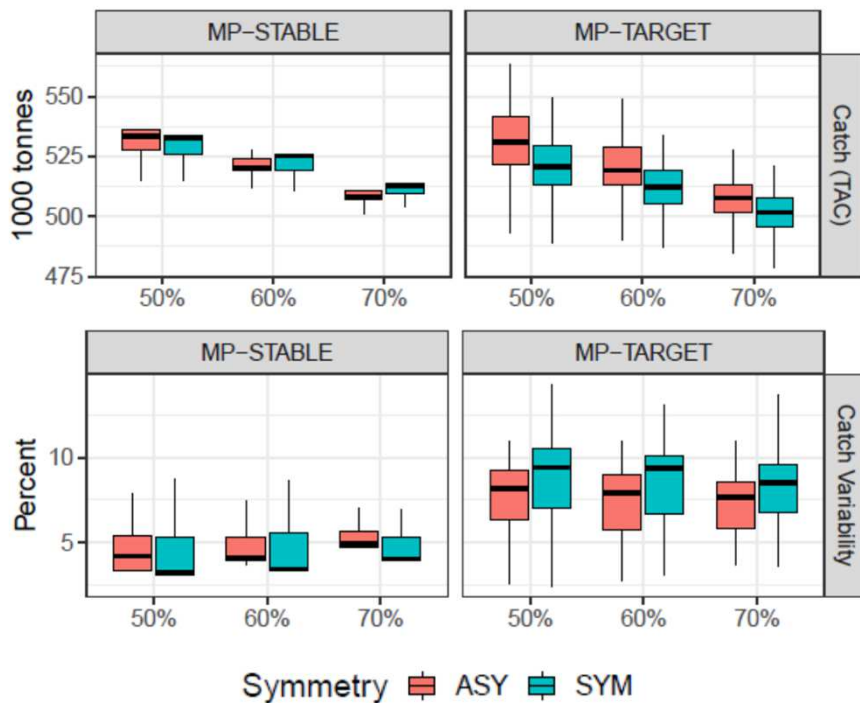 MP−STABLE MP−TARGET
1000 tonnes
550
525
500
475
Catch (TAC)
50% 60% 70% 50% 60% 70%
MP−STABLE MP−TARGET
Percent
10
5
Catch Variability
50% 60% 70% 50% 60% 70%
Symmetry ASY SYM